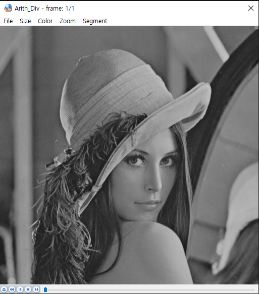 Arith_Div - frame: 1/1
File Size Color Zoom Segment